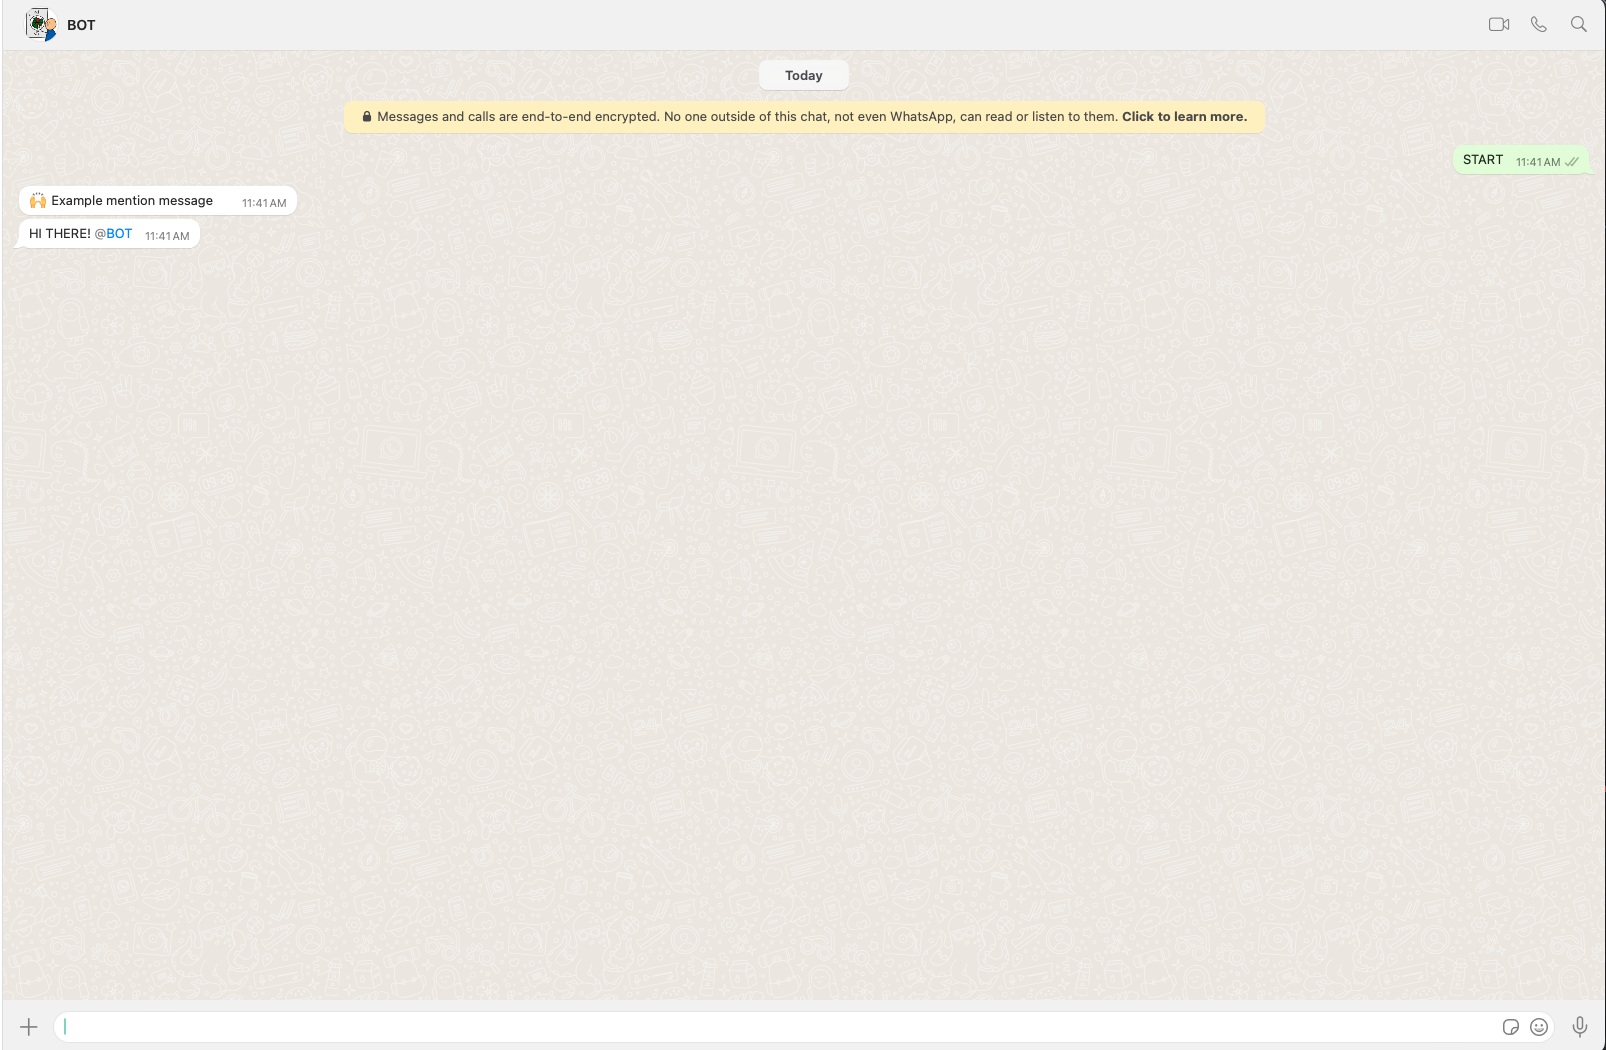 BOT
Today
Messages and calls are end-to-end encrypted. No one outside of this chat, not even WhatsApp, can read or listen to them. Click to learn more.
START 11:41 AM
🙌 Example mention message 11:41 AM
HI THERE! @BOT 11:41 AM